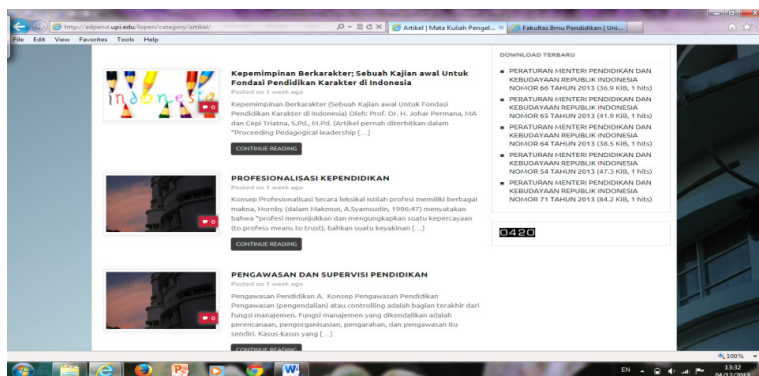 http://adpend.upi.edu/lopen/category/artikel/
Artikel | Mata Kuliah Pengel...
Fakultas Ilmu Pendidikan | Uni...
File Edit View Favorites Tools Help
indonesia
0
Kepemimpinan Berkarakter; Sebuah Kajian awal Untuk
Fondasi Pendidikan Karakter di Indonesia
Posted on 1 week ago
Kepemimpinan Berkarakter (Sebuah Kajian awal Untuk Fondasi
Pendidikan Karakter di Indonesia) Oleh: Prof. Dr. H. Johar Permana, MA
dan Cepi Triatna, S.Pd., M.Pd. (Artikel pernah diterbitkan dalam
"Proceeding Pedagogical leadership [...]
CONTINUE READING
0
PROFESIONALISASI KEPENDIDIKAN
Posted on 1 week ago
Konsep Profesionalisasi Secara leksikal istilah profesi memiliki berbagai
makna, Hornby (dalam Makmun, A.Syamsudin, 1996:47) menyatakan
bahwa "profesi menunjukkan dan mengungkapkan suatu kepercayaan
(to profess means to trust), bahkan suatu keyakinan [...]
CONTINUE READING
0
PENGAWASAN DAN SUPERVISI PENDIDIKAN
Posted on 1 week ago
Pengawasan Pendidikan A. Konsep Pengawasan Pendidikan
Pengawasan (pengendalian) atau controlling adalah bagian terakhir dari
fungsi manajemen. Fungsi manajemen yang dikendalikan adalah
perencanaan, pengorganisasian, pengarahan, dan pengawasan itu
sendiri. Kasus-kasus yang [...]
CONTINUE READING
DOWNLOAD TERBARU
PERATURAN MENTERI PENDIDIKAN DAN
KEBUDAYAAN REPUBLIK INDONESIA
NOMOR 66 TAHUN 2013 (36.9 KIB, 1 hits)
PERATURAN MENTERI PENDIDIKAN DAN
KEBUDAYAAN REPUBLIK INDONESIA
NOMOR 65 TAHUN 2013 (41.9 KIB, 1 hits)
PERATURAN MENTERI PENDIDIKAN DAN
KEBUDAYAAN REPUBLIK INDONESIA
NOMOR 64 TAHUN 2013 (38.5 KIB, 1 hits)
PERATURAN MENTERI PENDIDIKAN DAN
KEBUDAYAAN REPUBLIK INDONESIA
NOMOR 54 TAHUN 2013 (47.3 KIB, 1 hits)
PERATURAN MENTERI PENDIDIKAN DAN
KEBUDAYAAN REPUBLIK INDONESIA
NOMOR 71 TAHUN 2013 (84.2 KIB, 1 hits)
0420
100%
EN
13:32
04/12/2013